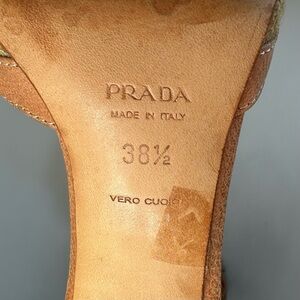 PRADA
MADE IN ITALY
38½
VERO CUOIO